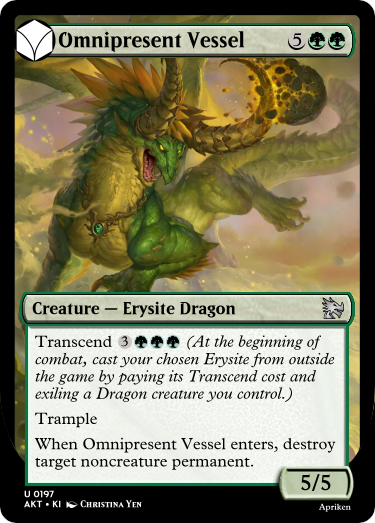 Omnipresent Vessel 5
Creature — Erysite Dragon
Transcend 3 (At the beginning of
combat, cast your chosen Erysite from outside
the game by paying its Transcend cost and
exiling a Dragon creature you control.)
Trample
When Omnipresent Vessel enters, destroy
target noncreature permanent.
5/5
U 0197
AKT • KI Christina Yen
Apriken